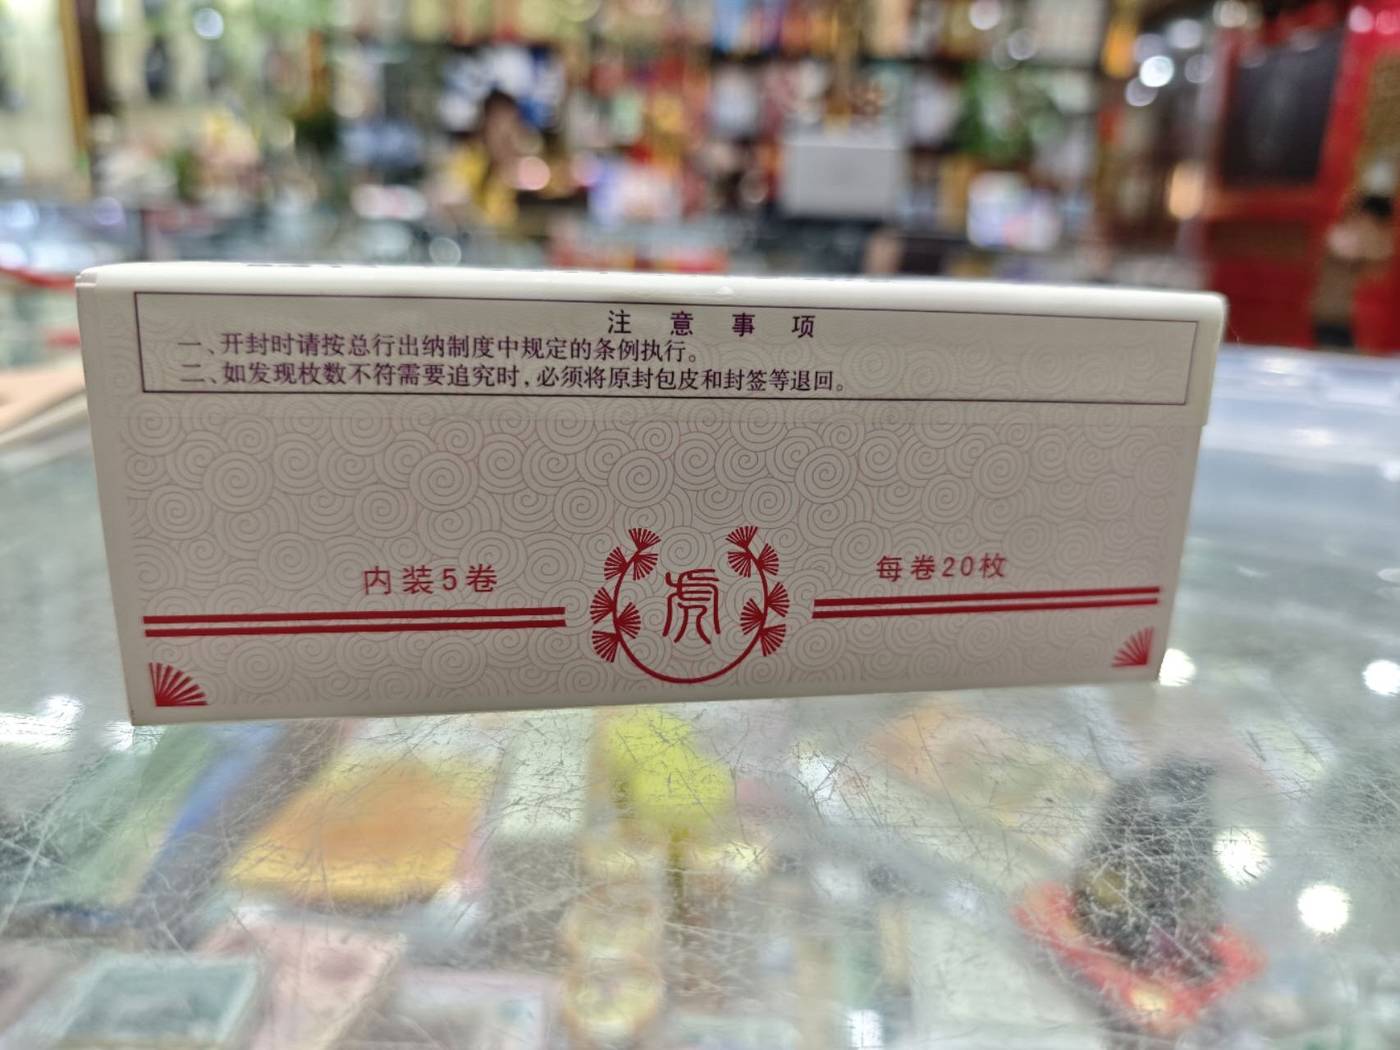 注意事项
一、开封时请按总行出纳制度中规定的条例执行。
二、如发现枚数不符需要追究时,必须将原封包皮和封签等退回。
内装5卷
每卷20枚
虎